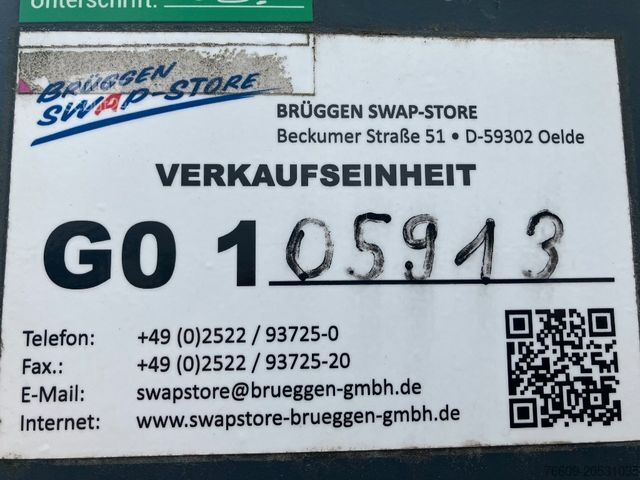 Unterschrift:
BRÜGGEN
SWAP-STORE
BRÜGGEN SWAP-STORE
Beckumer Straße 51 • D-59302 Oelde
VERKAUFSEINHEIT
G0 105913
Telefon: +49 (0)2522 / 93725-0
Fax.: +49 (0)2522 / 93725-20
E-Mail: swapstore@brueggen-gmbh.de
Internet: www.swapstore-brueggen-gmbh.de